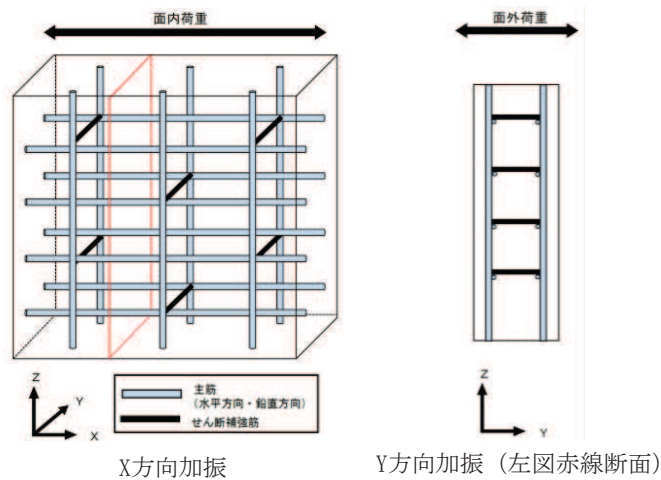 面内荷重
面外荷重
Z
Y
X
主筋
(水平方向・鉛直方向)
せん断補強筋
Z
Y
X方向加振
Y方向加振（左図赤線断面）